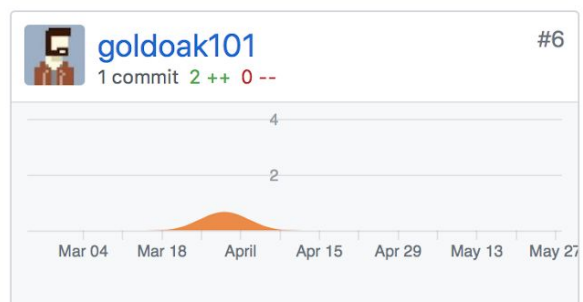 goldoak101 #6
1 commit 2 ++ 0 --
4
2
Mar 04 Mar 18 April Apr 15 Apr 29 May 13 May 27